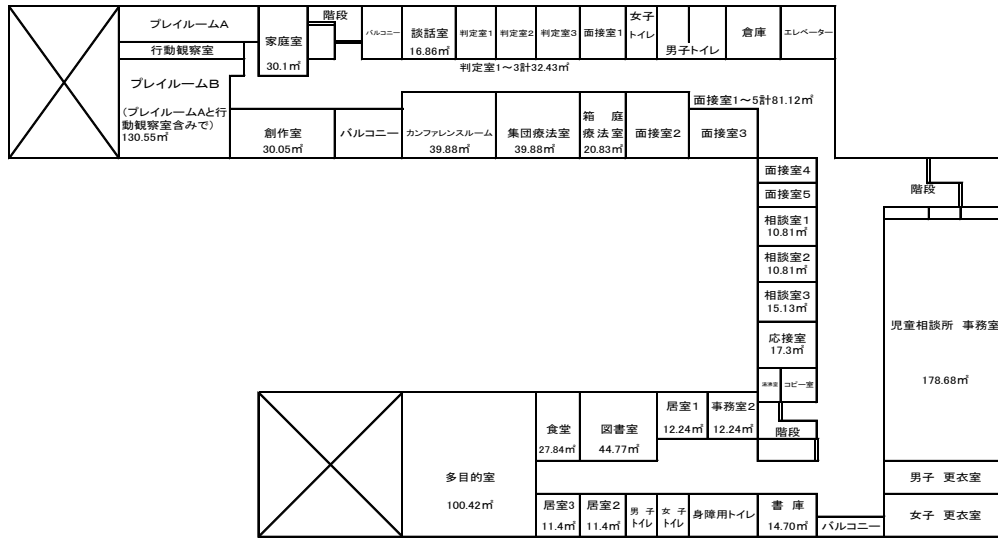 プレイルームA
行動観察室
プレイルームB
(プレイルームAと行
動観察室含みで)
130.55㎡
家庭室
30.1㎡
階段
バルコニー
談話室
16.86㎡
判定室1
判定室2
判定室3
面接室1
女子
トイレ
男子トイレ
倉庫
エレベーター
判定室1～3計32.43㎡
面接室1～5計81.12㎡
創作室
30.05㎡
バルコニー
カンファレンスルーム
39.88㎡
集団療法室
39.88㎡
箱 庭
療法室
20.83㎡
面接室2
面接室3
面接室4
面接室5
相談室1
10.81㎡
相談室2
10.81㎡
相談室3
15.13㎡
応接室
17.3㎡
湯沸室
コピー室
階段
階段
児童相談所 事務室
178.68㎡
男子 更衣室
女子 更衣室
多目的室
100.42㎡
食堂
27.84㎡
図書室
44.77㎡
居室1
12.24㎡
事務室2
12.24㎡
居室3
11.4㎡
居室2
11.4㎡
男 子
トイレ
女 子
トイレ
身障用トイレ
書 庫
14.70㎡
バルコニー